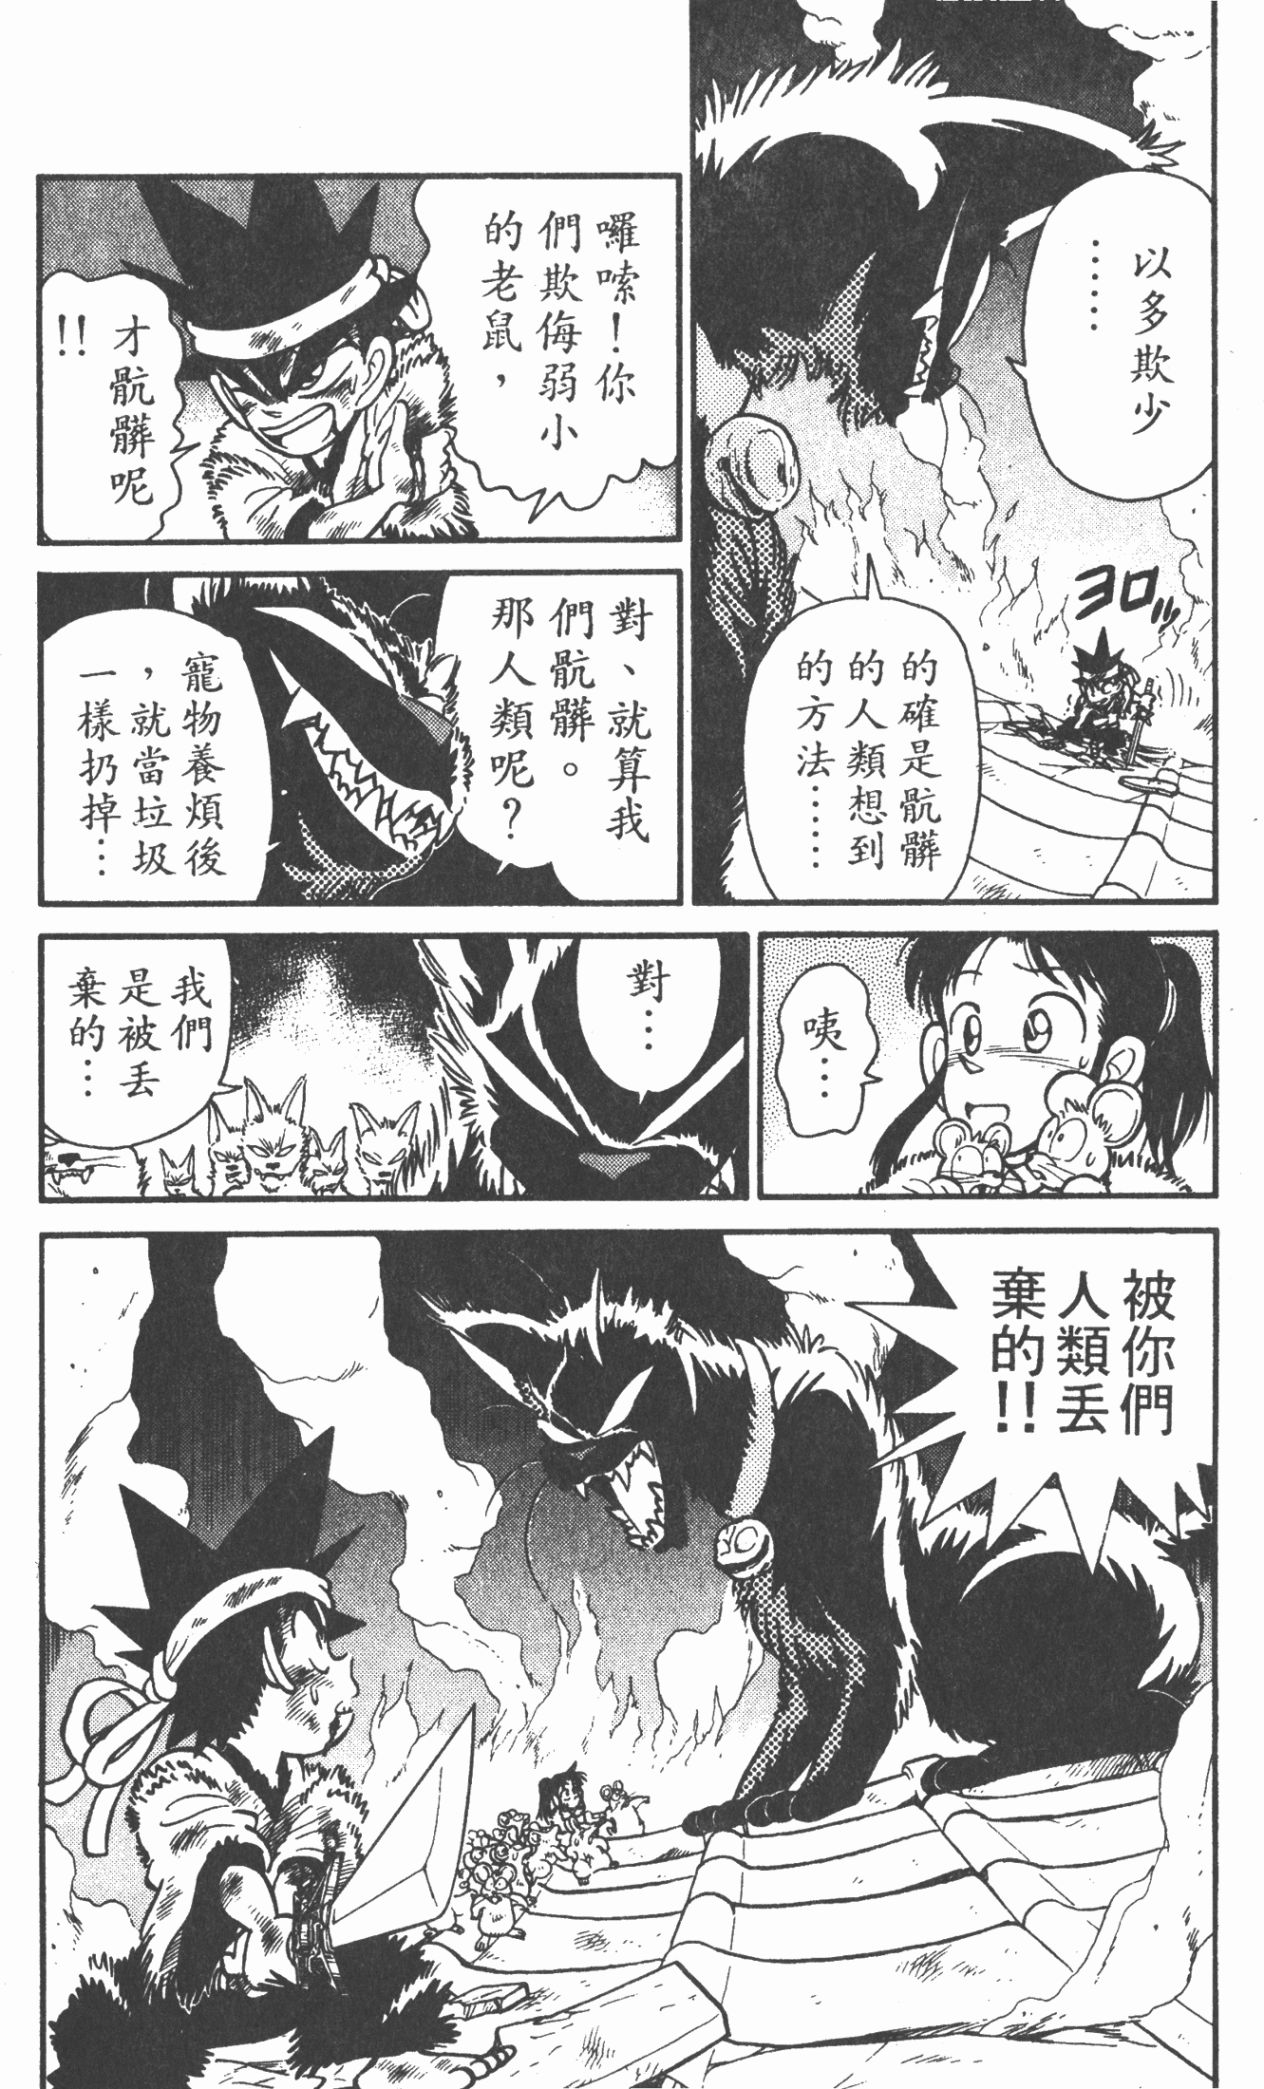 以多欺少
……
ヨロ
的確是骯髒
的人類想到
的方法……
囉嗦！你
們欺侮弱小
的老鼠，
才骯髒呢
!!
對、就算我
們骯髒。
那人類呢？
寵物養煩後
，就當垃圾
一樣扔掉…
咦…
對…
我們
是被丟
棄的…
被你們
人類丟
棄的!!